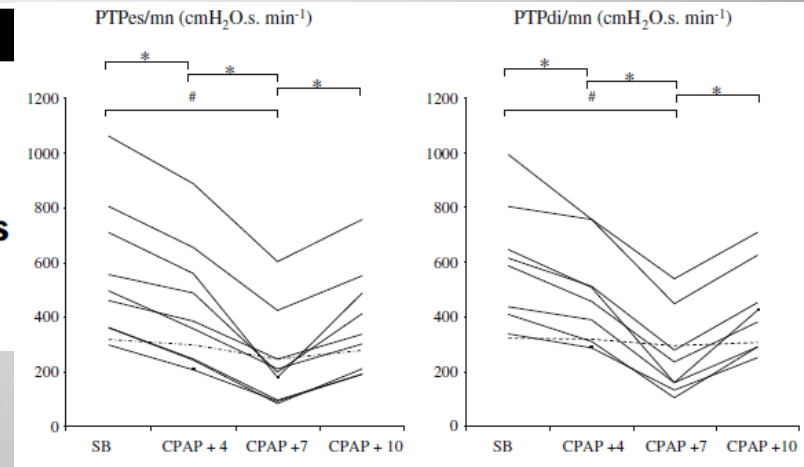 PTPes/mn (cmH₂O.s. min⁻¹)
* * *
#
1200
1000
800
600
400
200
0
SB CPAP + 4 CPAP +7 CPAP + 10
PTPdi/mn (cmH₂O.s. min⁻¹)
* * *
#
1200
1000
800
600
400
200
0
SB CPAP +4 CPAP +7 CPAP +10
s